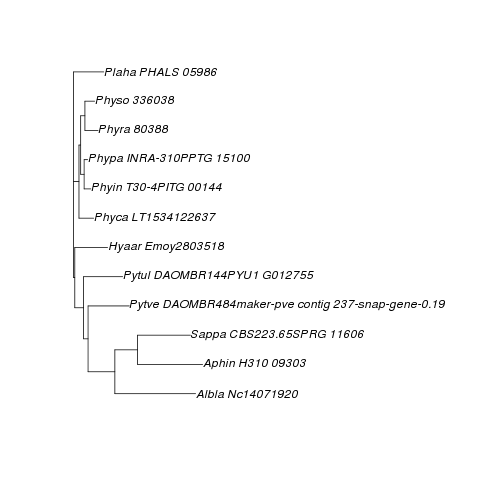 Plaha PHALS 05986
Physo 336038
Phyra 80388
Phypa INRA-310PPTG 15100
Phyin T30-4PITG 00144
Phyca LT1534122637
Hyaar Emoy2803518
Pytul DAOMBR144PYU1 G012755
Pytve DAOMBR484maker-pve contig 237-snap-gene-0.19
Sappa CBS223.65SPRG 11606
Aphin H310 09303
Albla Nc14071920